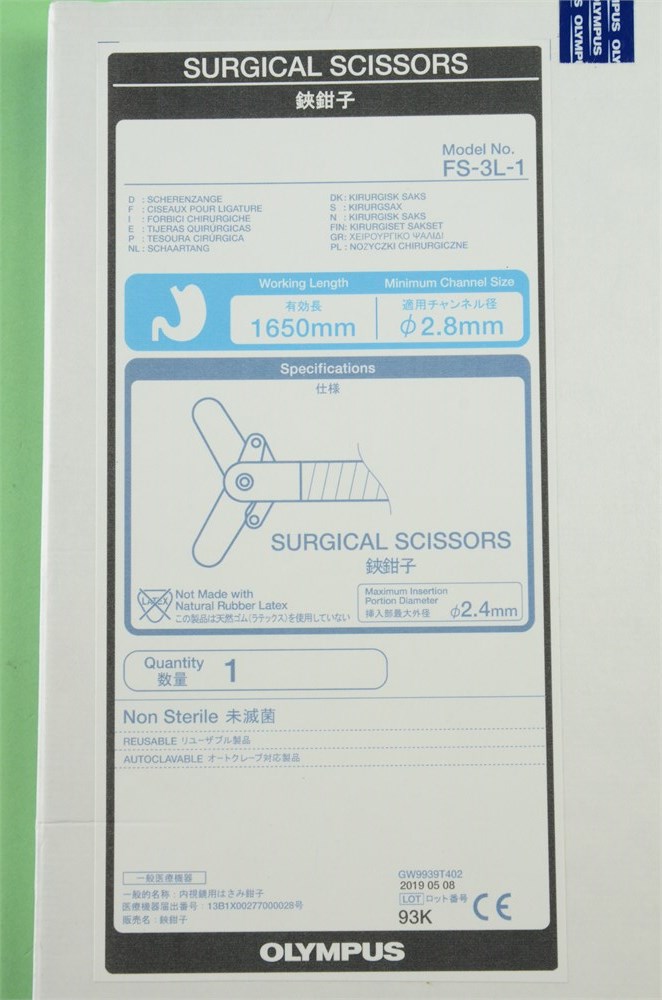 OLYMPUS
OLYMPUS
OLYMP
SURGICAL SCISSORS
鋏鉗子
Model No.
FS-3L-1
D : SCHERENZANGE
F : CISEAUX POUR LIGATURE
I : FORBICI CHIRURGICHE
E : TIJERAS QUIRÚRGICAS
P : TESOURA CIRÚRGICA
NL : SCHAARTANG
DK: KIRURGISK SAKS
S : KIRURGSAX
N : KIRURGISK SAKS
FIN: KIRURGISET SAKSET
GR: ΧΕΙΡΟΥΡΓΙΚΟ ΨΑΛΙΔΙ
PL : NOŻYCZKI CHIRURGICZNE
Working Length
有効長
1650mm
Minimum Channel Size
適用チャンネル径
φ2.8mm
Specifications
仕様
SURGICAL SCISSORS
鋏鉗子
LATEX
Not Made with
Natural Rubber Latex
この製品は天然ゴム(ラテックス)を使用していない
Maximum Insertion
Portion Diameter
挿入部最大外径 φ2.4mm
Quantity
数量
1
Non Sterile 未滅菌
REUSABLE リユーザブル製品
AUTOCLAVABLE オートクレーブ対応製品
一般医療機器
一般的名称 : 内視鏡用はさみ鉗子
医療機器届出番号 : 13B1X00277000028号
販売名 : 鋏鉗子
GW9939T402
2019 05 08
LOT ロット番号
93K
CE
OLYMPUS